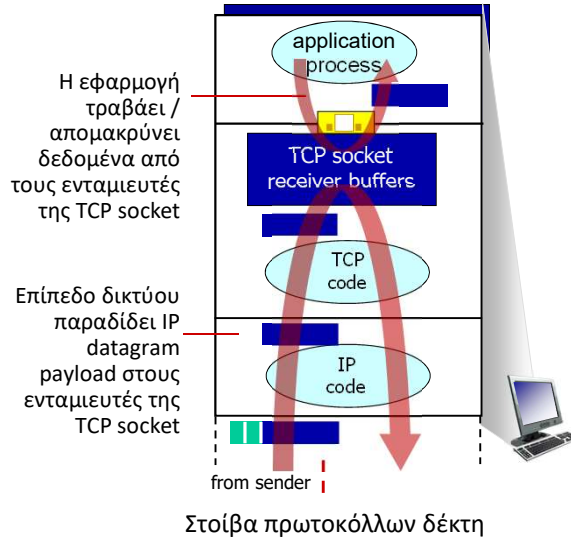 application
process
Η εφαρμογή
τραβάει /
απομακρύνει
δεδομένα από
τους ενταμιευτές
της TCP socket
TCP socket
receiver buffers
TCP
code
Επίπεδο δικτύου
παραδίδει IP
datagram
payload στους
ενταμιευτές της
TCP socket
IP
code
from sender
Στοίβα πρωτοκόλλων δέκτη